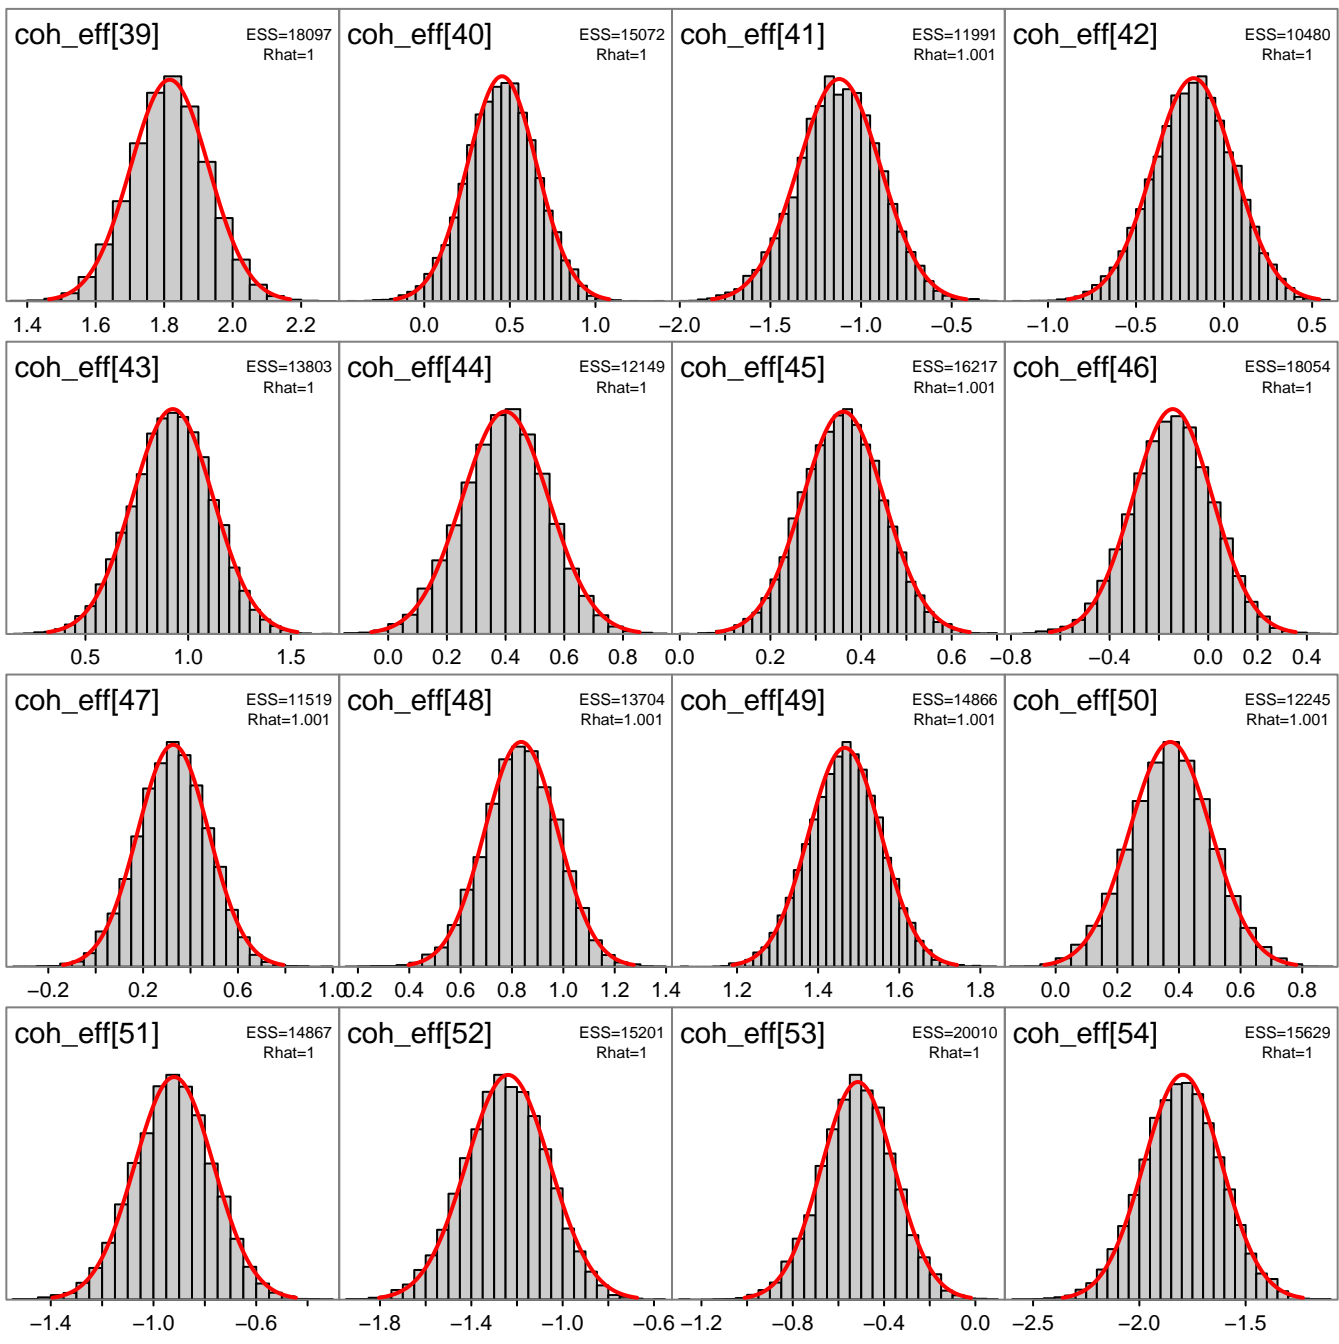 coh_eff[39] ESS=18097 coh_eff[40] ESS=15072 coh_eff[41] ESS=11991 coh_eff[42] ESS=10480
Rhat=1 Rhat=1 Rhat=1.001 Rhat=1
1.4 1.6 1.8 2.0 2.2 0.0 0.5 1.0 −2.0 −1.5 −1.0 −0.5 −1.0 −0.5 0.0 0.5
coh_eff[43] ESS=13803 coh_eff[44] ESS=12149 coh_eff[45] ESS=16217 coh_eff[46] ESS=18054
Rhat=1 Rhat=1 Rhat=1.001 Rhat=1
0.5 1.0 1.5 0.0 0.2 0.4 0.6 0.8 0.0 0.2 0.4 0.6 −0.8 −0.4 0.0 0.2 0.4
coh_eff[47] ESS=11519 coh_eff[48] ESS=13704 coh_eff[49] ESS=14866 coh_eff[50] ESS=12245
Rhat=1.001 Rhat=1.001 Rhat=1.001 Rhat=1.001
−0.2 0.2 0.6 1.0 0.2 0.4 0.6 0.8 1.0 1.2 1.4 1.2 1.4 1.6 1.8 0.0 0.2 0.4 0.6 0.8
coh_eff[51] ESS=14867 coh_eff[52] ESS=15201 coh_eff[53] ESS=20010 coh_eff[54] ESS=15629
Rhat=1 Rhat=1 Rhat=1 Rhat=1
−1.4 −1.0 −0.6 −1.8 −1.4 −1.0 −0.6 −1.2 −0.8 −0.4 0.0 −2.5 −2.0 −1.5